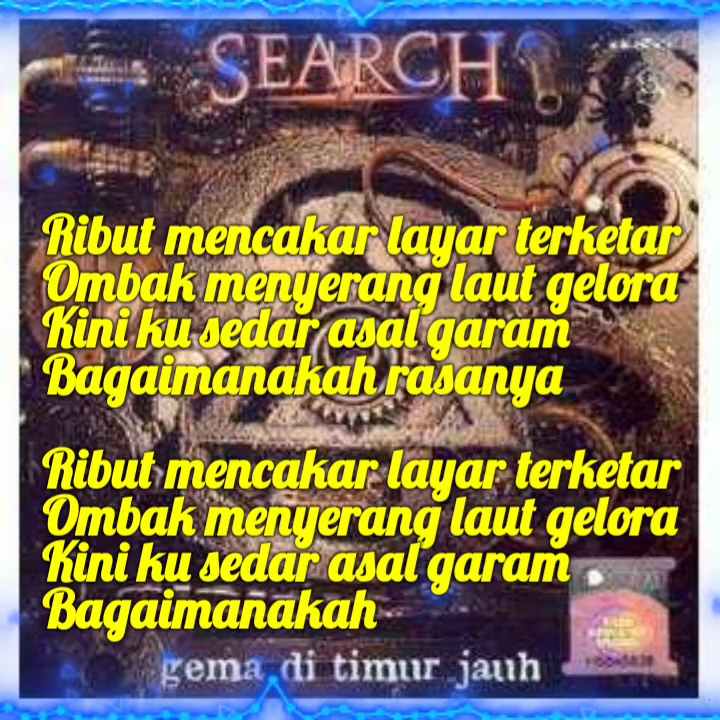 SEARCH
Ribut mencakar layar terketar
Ombak menyerang laut gelora
Kini ku sedar asal garam
Bagaimanakah rasanya
Ribut mencakar layar terketar
Ombak menyerang laut gelora
Kini ku sedar asal garam
Bagaimanakah
gema di timur jauh